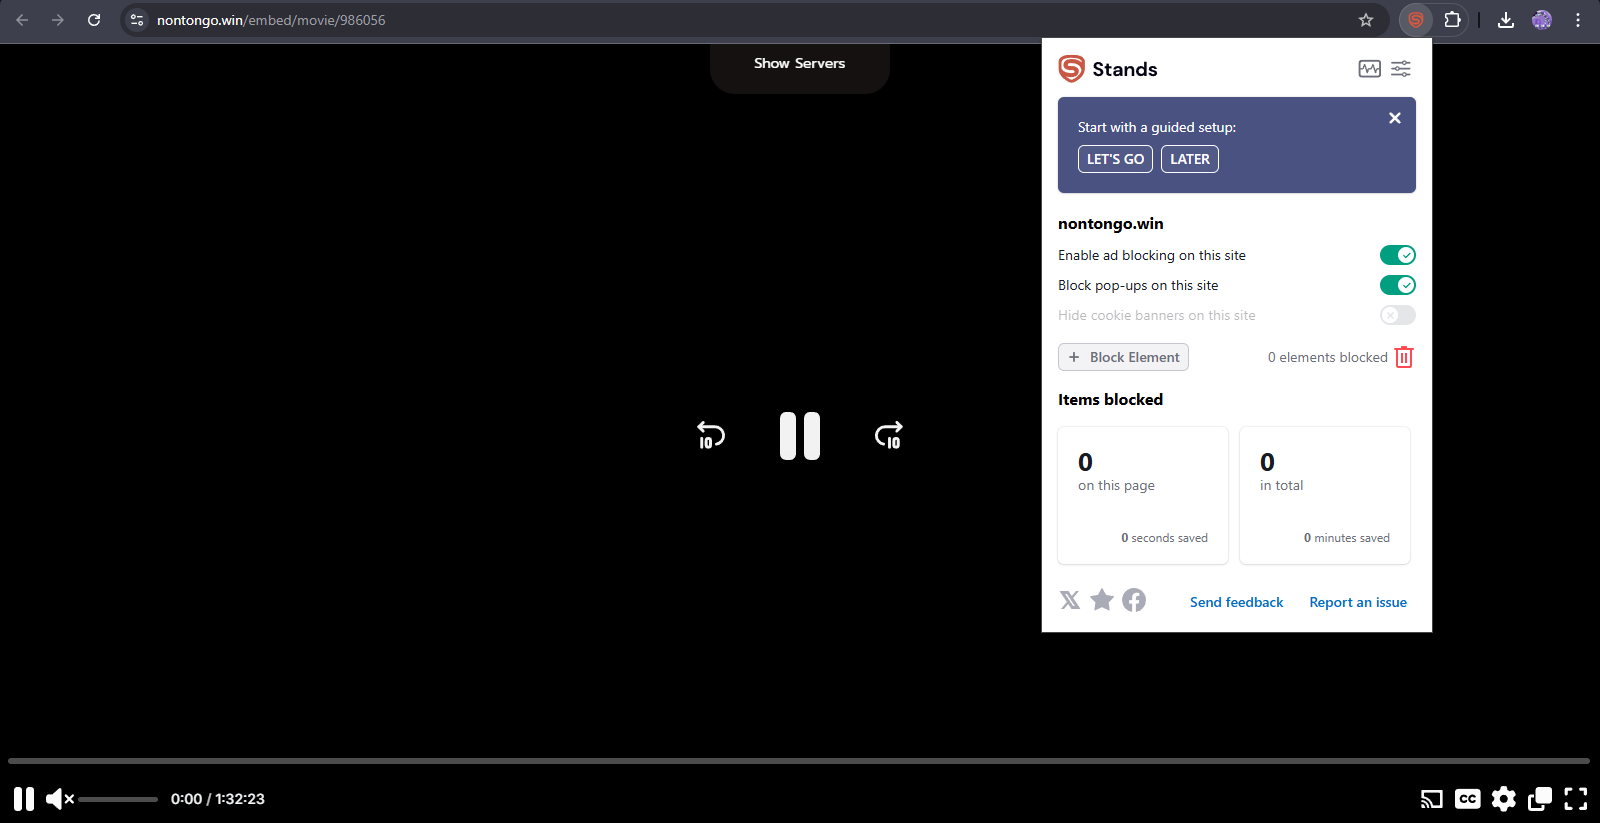 nontongo.win/embed/movie/986056
Show Servers
Stands
Start with a guided setup:
LET'S GO LATER
nontongo.win
Enable ad blocking on this site
Block pop-ups on this site
Hide cookie banners on this site
+ Block Element 0 elements blocked
Items blocked
0
on this page
0 seconds saved
0
in total
0 minutes saved
Send feedback Report an issue
10 10
0:00 / 1:32:23
CC